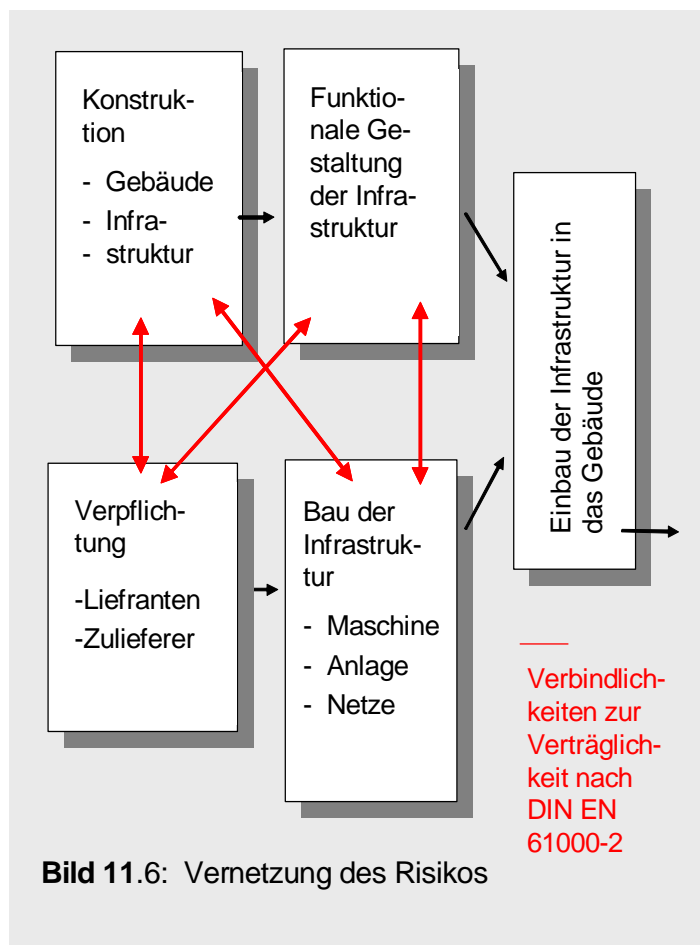 Konstruk-
tion
- Gebäude
- Infra-
- struktur
Funktio-
nale Ge-
staltung
der Infra-
struktur
Einbau der Infrastruktur in
das Gebäude
Verpflich-
tung
-Liefranten
-Zulieferer
Bau der
Infrastruk-
tur
- Maschine
- Anlage
- Netze
Verbindlich-
keiten zur
Verträglich-
keit nach
DIN EN
61000-2
Bild 11.6: Vernetzung des Risikos